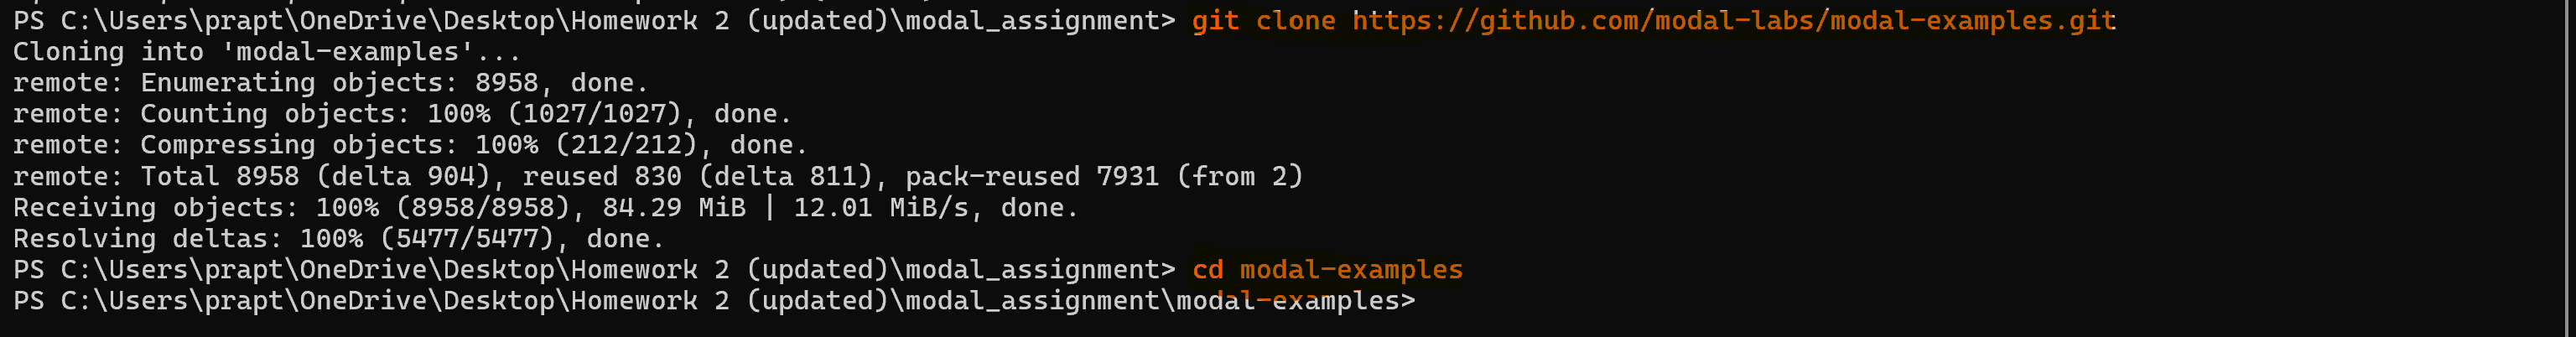 PS C:\Users\prapt\OneDrive\Desktop\Homework 2 (updated)\modal_assignment> git clone https://github.com/modal-labs/modal-examples.git
Cloning into 'modal-examples'...
remote: Enumerating objects: 8958, done.
remote: Counting objects: 100% (1027/1027), done.
remote: Compressing objects: 100% (212/212), done.
remote: Total 8958 (delta 904), reused 830 (delta 811), pack-reused 7931 (from 2)
Receiving objects: 100% (8958/8958), 84.29 MiB | 12.01 MiB/s, done.
Resolving deltas: 100% (5477/5477), done.
PS C:\Users\prapt\OneDrive\Desktop\Homework 2 (updated)\modal_assignment> cd modal-examples
PS C:\Users\prapt\OneDrive\Desktop\Homework 2 (updated)\modal_assignment\modal-examples>